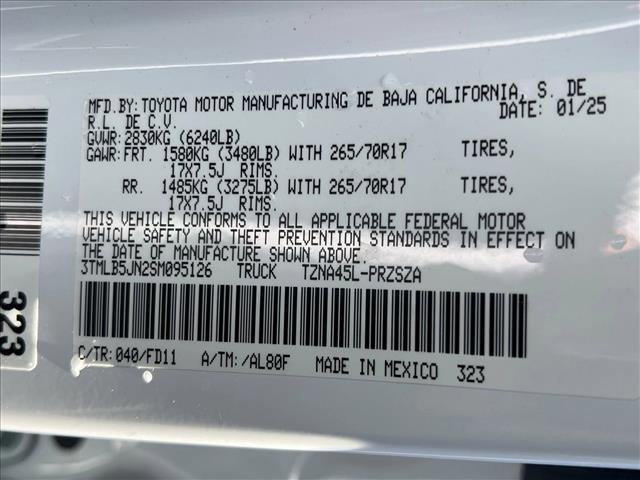 MFD.BY:TOYOTA MOTOR MANUFACTURING DE BAJA CALIFORNIA, S. DE
R.L. DE C.V. DATE: 01/25
GVWR:2830KG (6240LB)
GAWR:FRT. 1580KG (3480LB) WITH 265/70R17 TIRES,
17X7.5J RIMS.
RR. 1485KG (3275LB) WITH 265/70R17 TIRES,
17X7.5J RIMS.
THIS VEHICLE CONFORMS TO ALL APPLICABLE FEDERAL MOTOR
VEHICLE SAFETY AND THEFT PREVENTION STANDARDS IN EFFECT ON
THE DATE OF MANUFACTURE SHOWN ABOVE.
3TMLB5JN2SM095126 TRUCK TZNA45L-PRZSZA
C/TR:040/FD11 A/TM:/AL80F MADE IN MEXICO 323
323